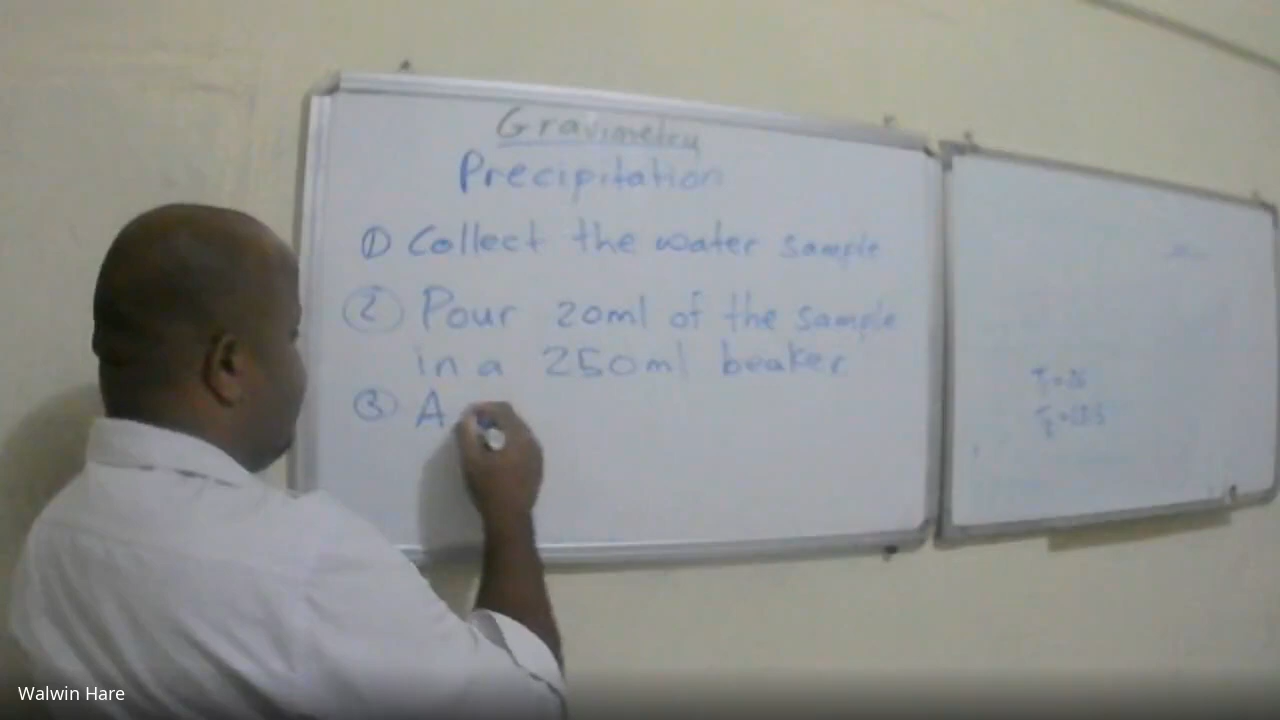 Gravimetry
Precipitation
① Collect the water sample
② Pour 20ml of the sample
in a 250ml beaker
③ A
Walwin Hare